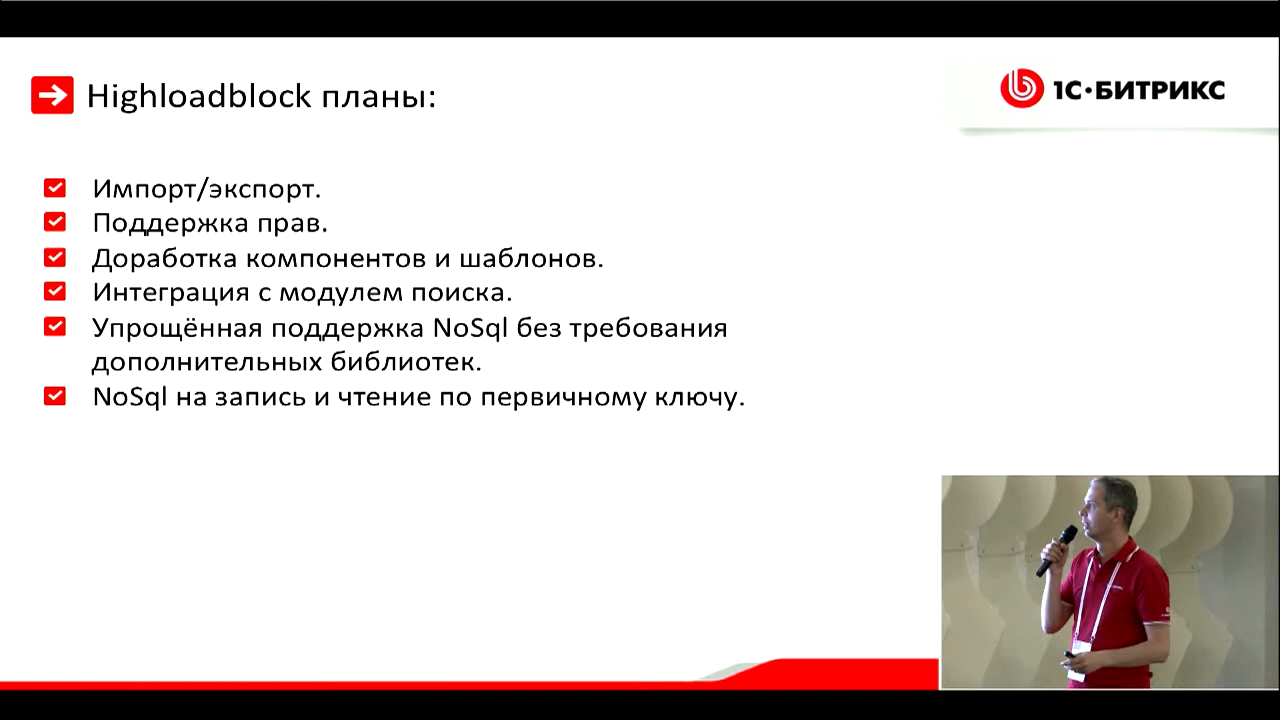 Highloadblock планы:
1С·БИТРИКС
Импорт/экспорт.
Поддержка прав.
Доработка компонентов и шаблонов.
Интеграция с модулем поиска.
Упрощённая поддержка NoSql без требования
дополнительных библиотек.
NoSql на запись и чтение по первичному ключу.